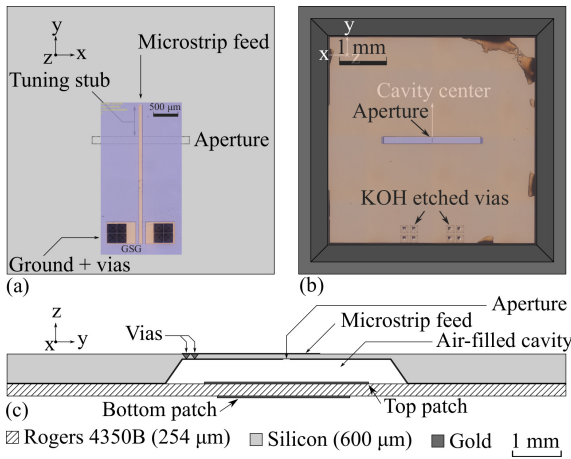 y
z x
Microstrip feed
Tuning stub
500 μm
Aperture
GSG
Ground + vias
(a)
y
x z
1 mm
Cavity center
Aperture
KOH etched vias
(b)
z
x y
Vias
Aperture
Microstrip feed
Air-filled cavity
(c)
Bottom patch
Top patch
Rogers 4350B (254 μm) Silicon (600 μm) Gold 1 mm